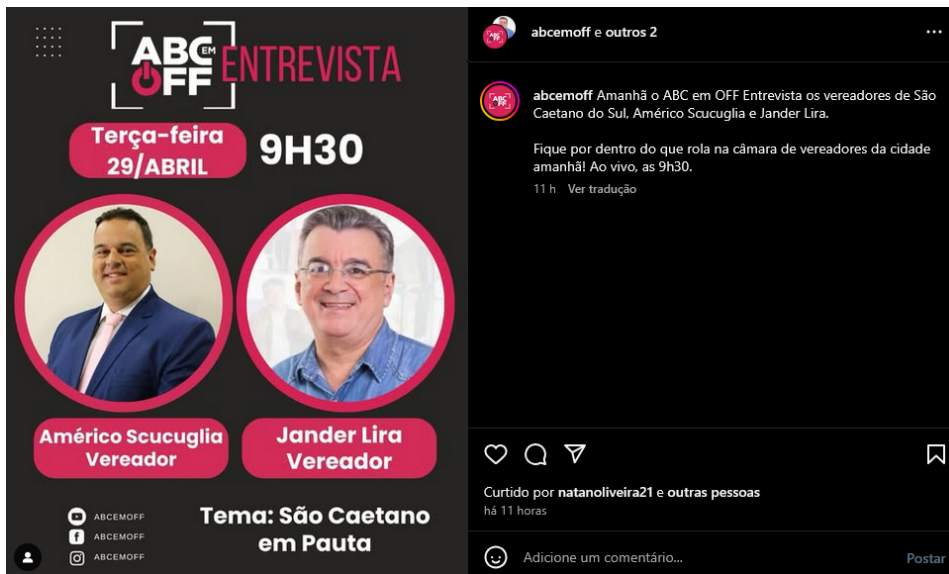 ABC EM OFF
ENTREVISTA
Terça-feira
29/ABRIL
9H30
Américo Scucuglia
Vereador
Jander Lira
Vereador
ABCEMOFF
ABCEMOFF
ABCEMOFF
Tema: São Caetano
em Pauta
abcemoff e outros 2
abcemoff Amanhã o ABC em OFF Entrevista os vereadores de São
Caetano do Sul, Américo Scucuglia e Jander Lira.
Fique por dentro do que rola na câmara de vereadores da cidade
amanhã! Ao vivo, as 9h30.
11 h Ver tradução
Curtido por natanoliveira21 e outras pessoas
há 11 horas
Adicione um comentário...
Postar